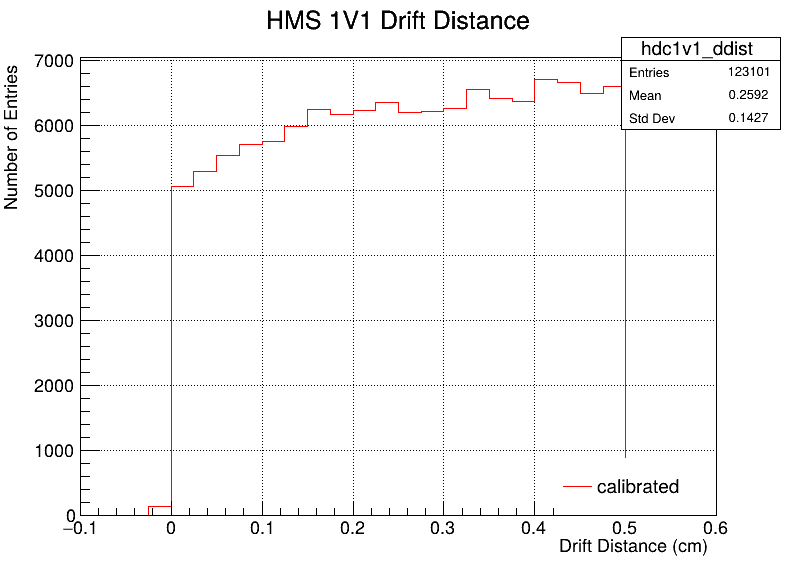 HMS 1V1 Drift Distance
hdc1v1_ddist
Entries 123101
Mean 0.2592
Std Dev 0.1427
Number of Entries
7000
6000
5000
4000
3000
2000
1000
0
calibrated
−0.1 0 0.1 0.2 0.3 0.4 0.5 0.6
Drift Distance (cm)